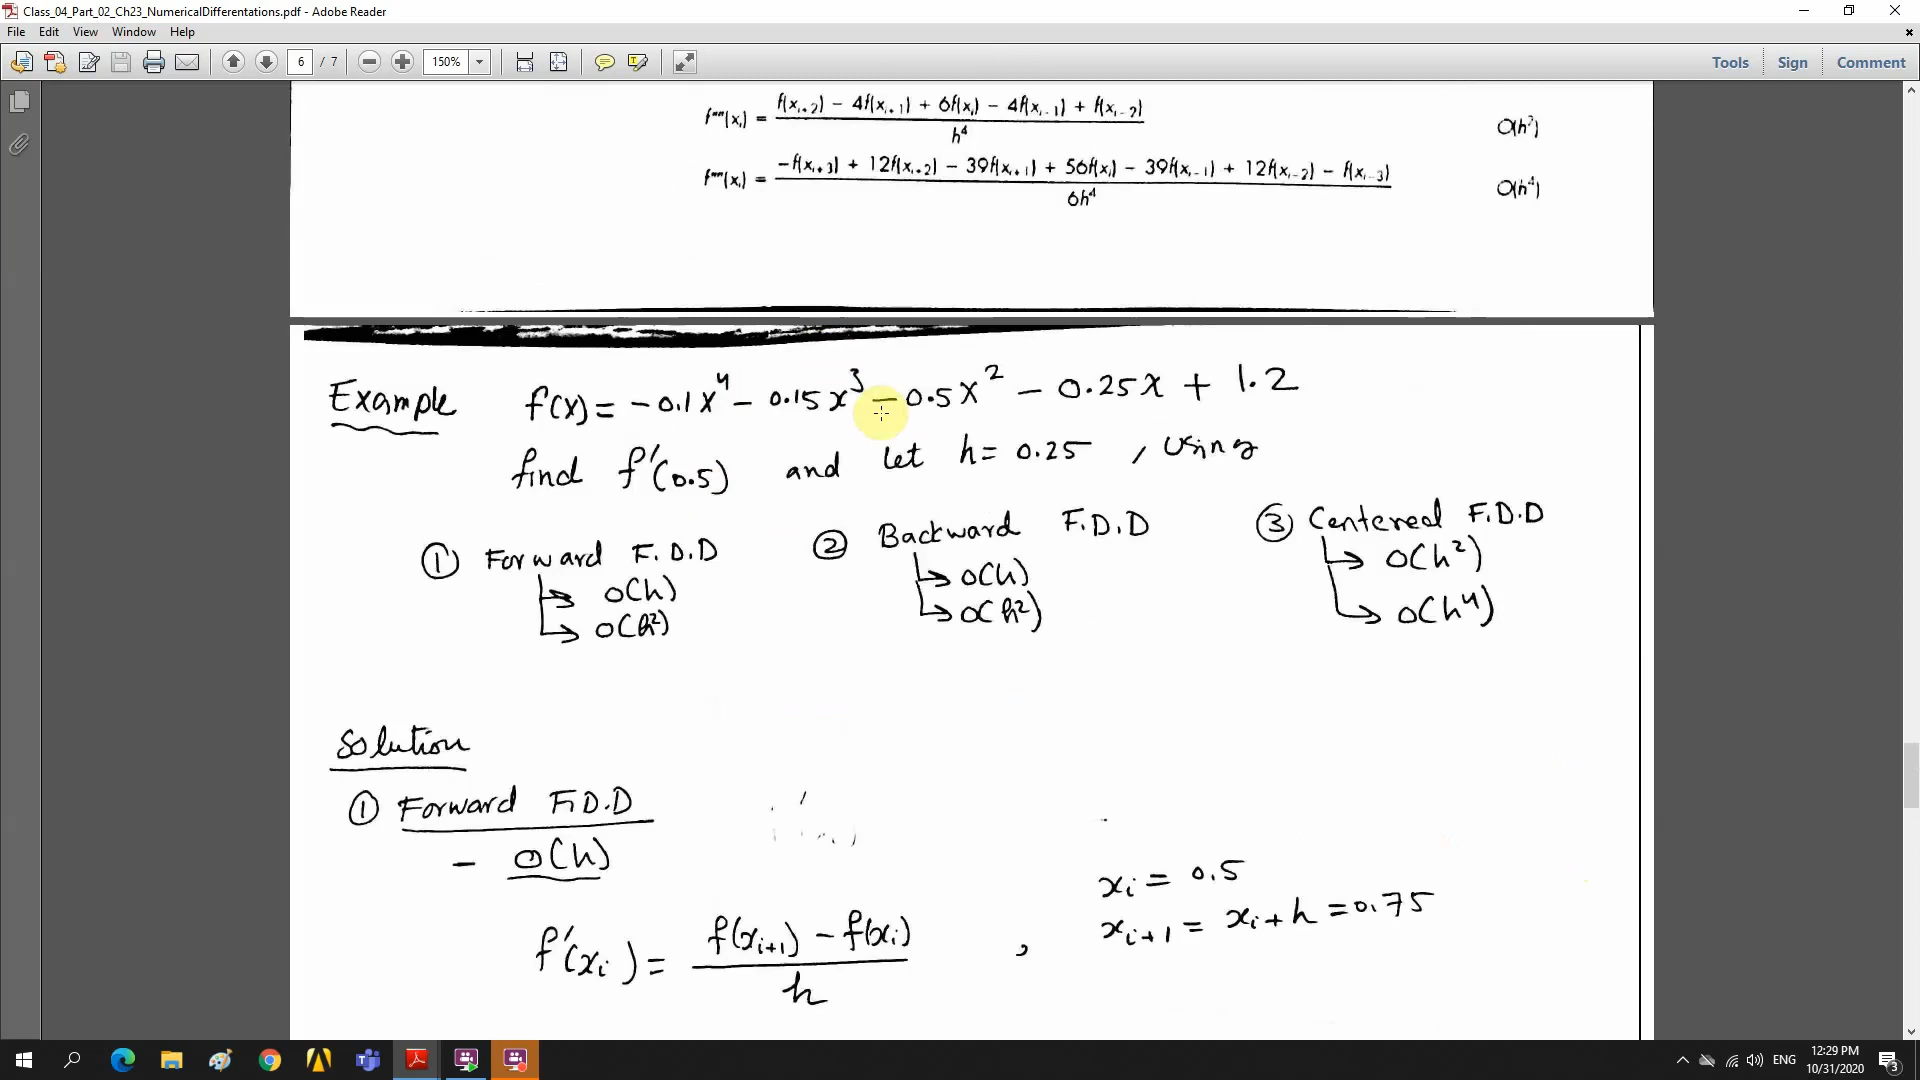 Class_04_Part_02_Ch23_NumericalDifferentations.pdf - Adobe Reader
File Edit View Window Help
6 / 7 150% Tools Sign Comment
f''''(xᵢ) = f(xᵢ₊₂) − 4f(xᵢ₊₁) + 6f(xᵢ) − 4f(xᵢ₋₁) + f(xᵢ₋₂) / h⁴ O(h²)
f''''(xᵢ) = −f(xᵢ₊₃) + 12f(xᵢ₊₂) − 39f(xᵢ₊₁) + 56f(xᵢ) − 39f(xᵢ₋₁) + 12f(xᵢ₋₂) − f(xᵢ₋₃) / 6h⁴ O(h⁴)
Example f(x) = −0.1x⁴ − 0.15x³ − 0.5x² − 0.25x + 1.2
find f'(0.5) and let h= 0.25 , using
① Forward F.D.D ② Backward F.D.D ③ Centered F.D.D
→ O(h) → O(h) → O(h²)
→ O(h²) → O(h²) → O(h⁴)
Solution
① Forward F.D.D
− O(h)
xᵢ = 0.5
xᵢ₊₁ = xᵢ + h = 0.75
f'(xᵢ) = f(xᵢ₊₁) − f(xᵢ) / h ,
ENG 12:29 PM
10/31/2020 3